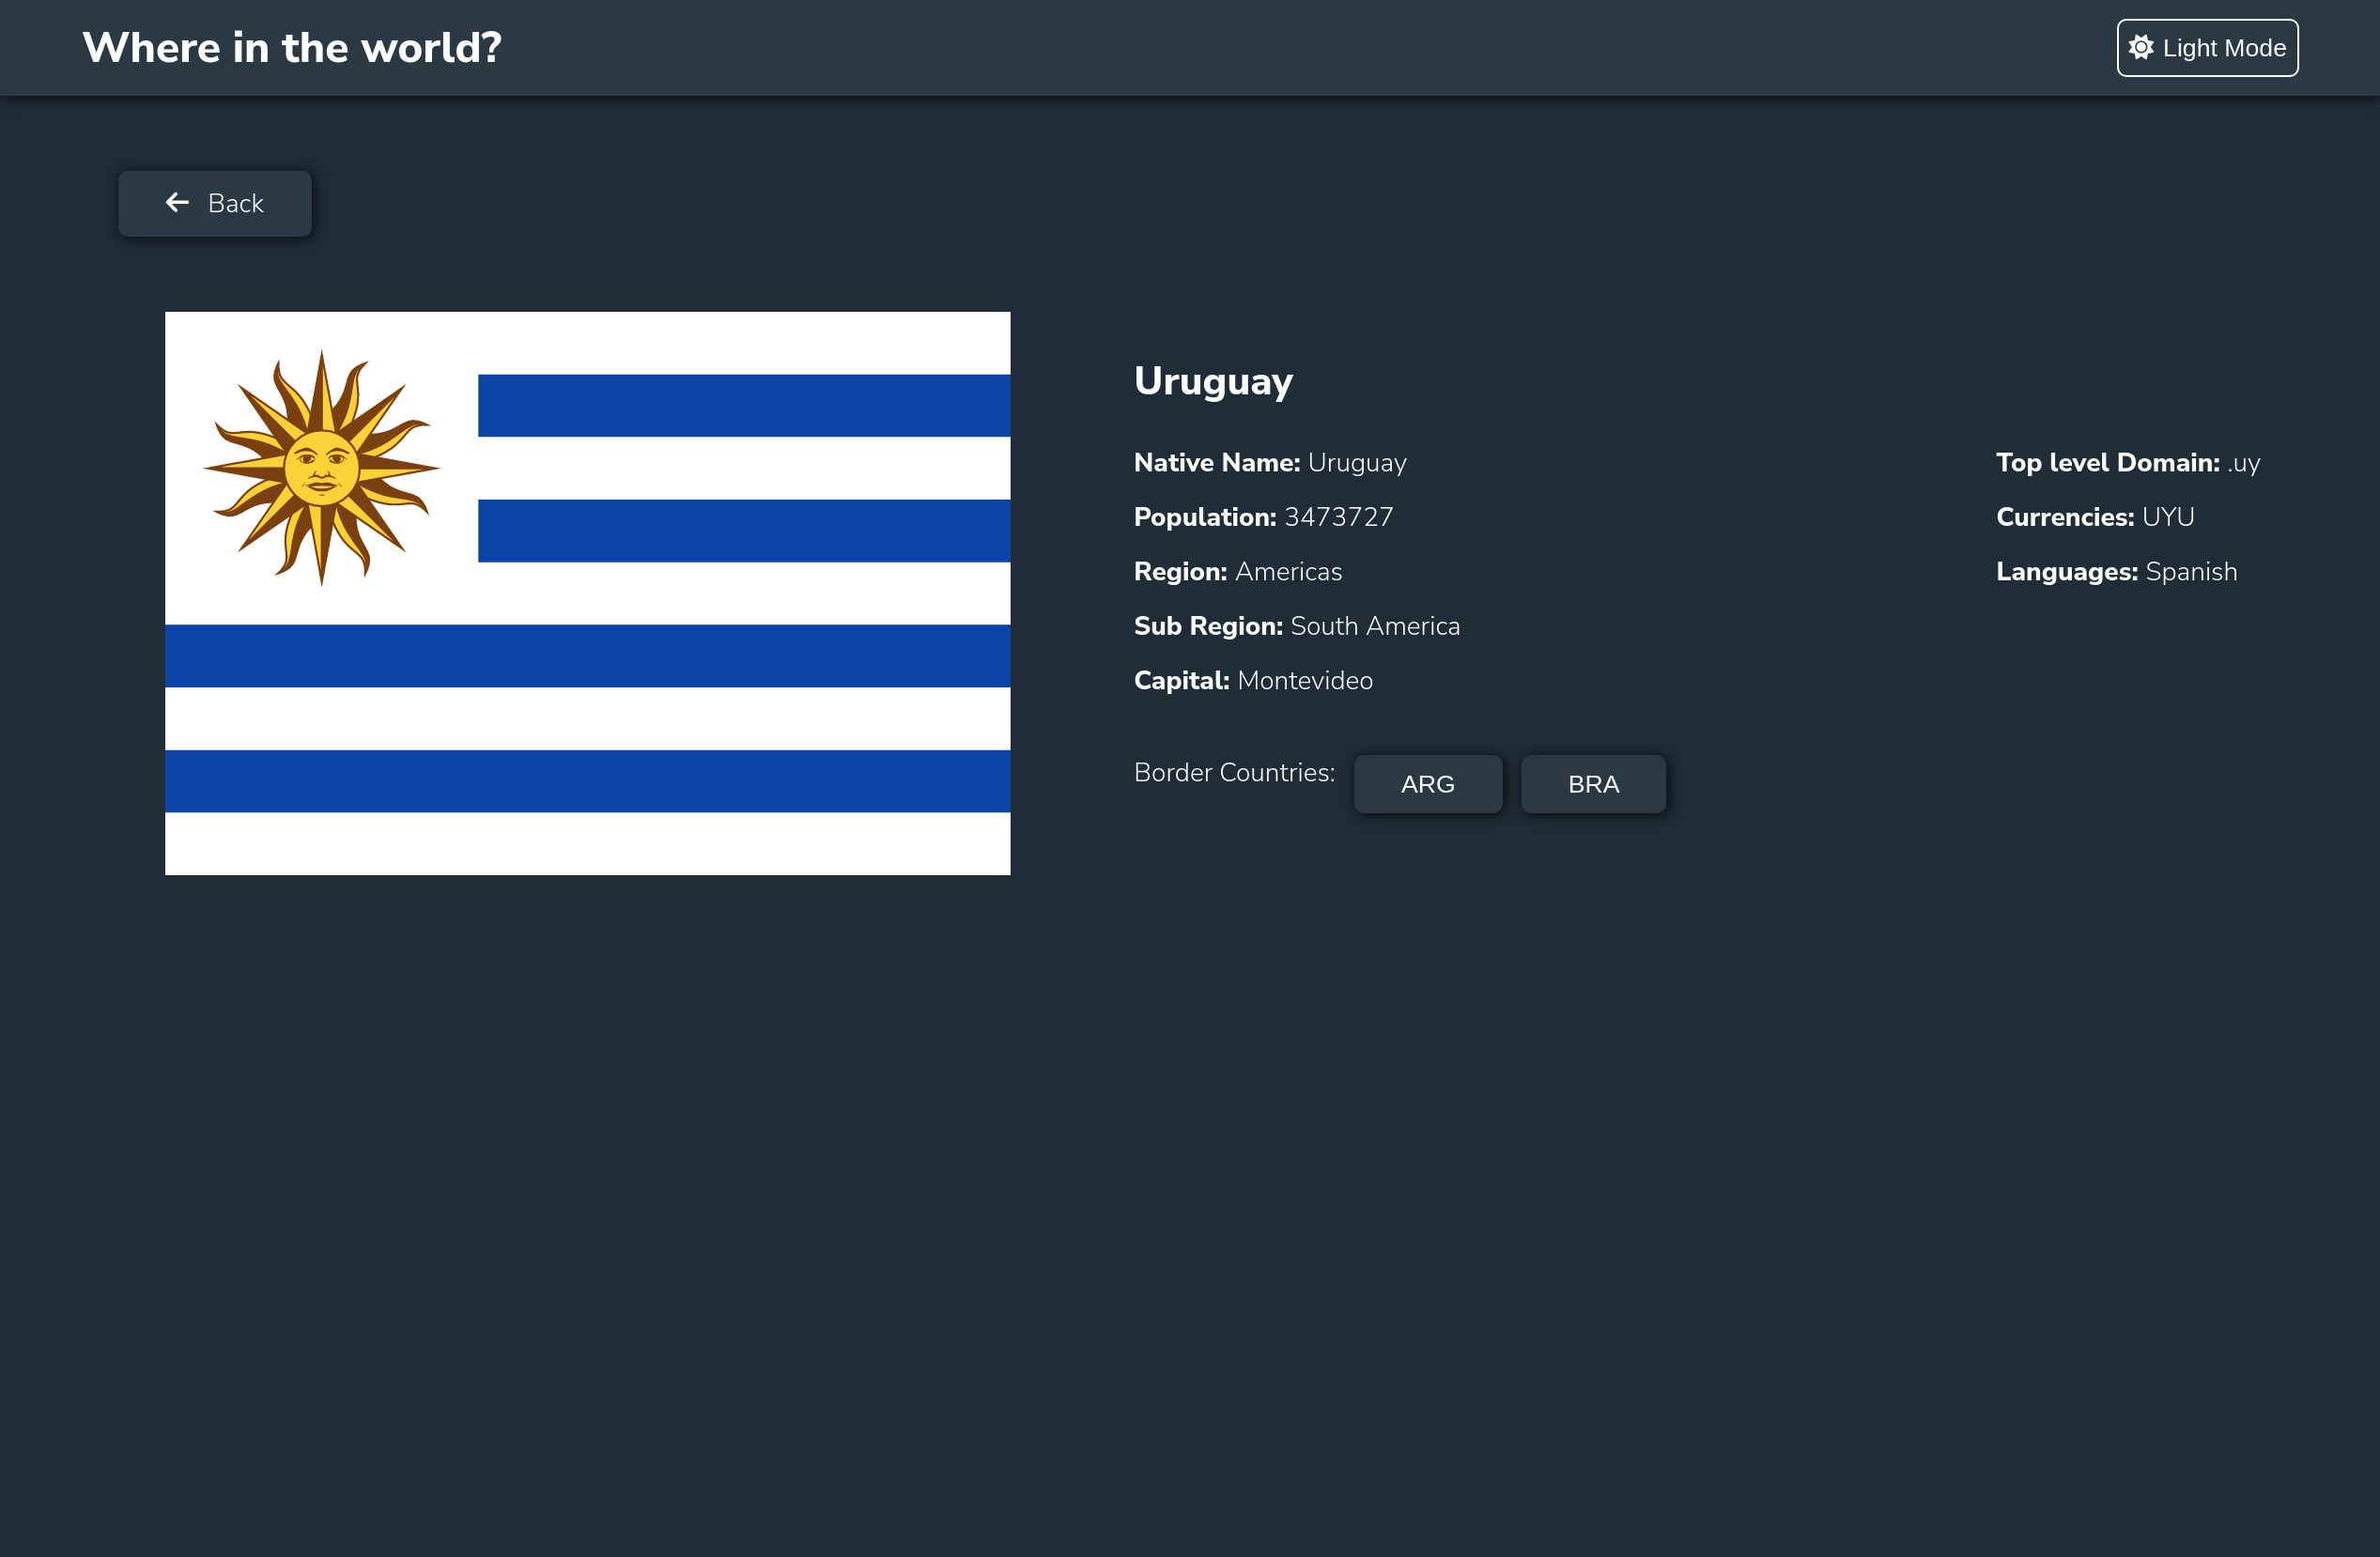 Where in the world?
Light Mode
Back
Uruguay
Native Name: Uruguay
Population: 3473727
Region: Americas
Sub Region: South America
Capital: Montevideo
Top level Domain: .uy
Currencies: UYU
Languages: Spanish
Border Countries: ARG BRA